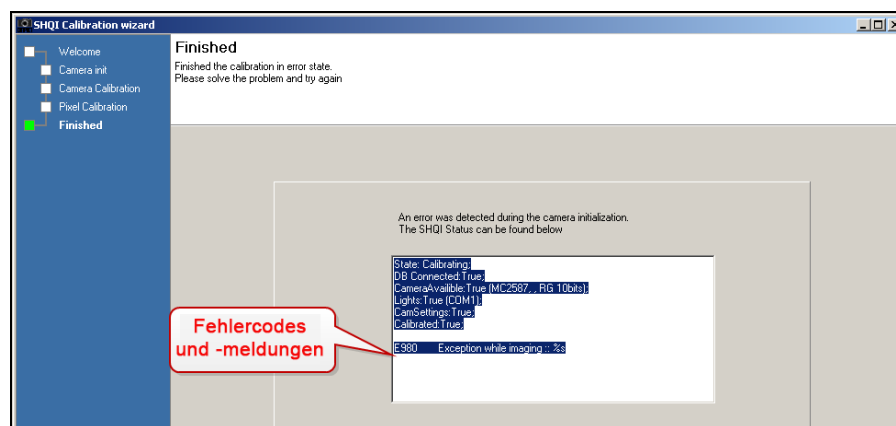 SHQI Calibration wizard
Welcome
Camera init
Camera Calibration
Pixel Calibration
Finished
Finished
Finished the calibration in error state.
Please solve the problem and try again
An error was detected during the camera initialization.
The SHQI Status can be found below
State: Calibrating;
DB Connected:True;
CameraAvailible:True (MC2587, , RG 10bits);
Lights:True (COM1);
CamSettings:True;
Calibrated:True;
E980 Exception while imaging :: %s
Fehlercodes
und -meldungen